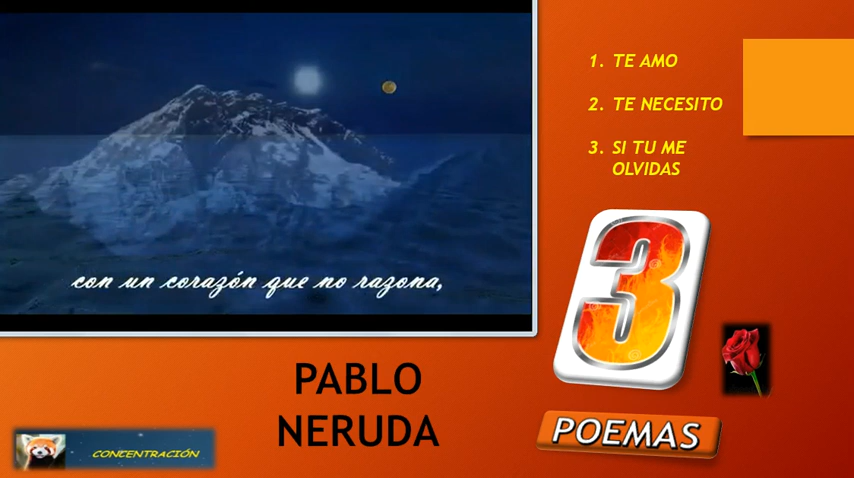 con un corazón que no razona,
1. TE AMO
2. TE NECESITO
3. SI TU ME
OLVIDAS
3
POEMAS
PABLO
NERUDA
CONCENTRACIÓN